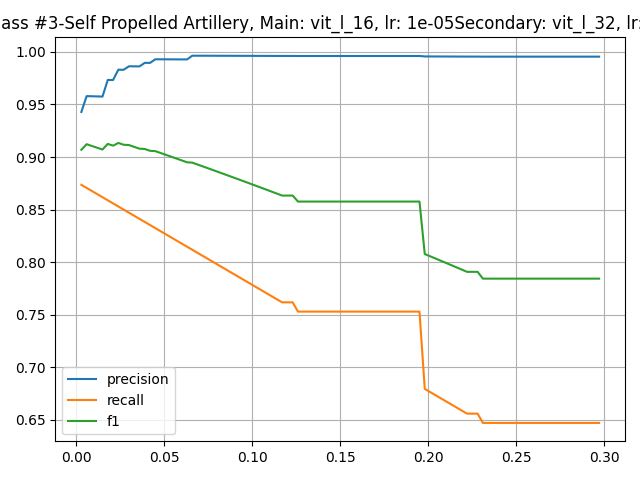 ass #3-Self Propelled Artillery, Main: vit_l_16, lr: 1e-05Secondary: vit_l_32, lr:
1.00
0.95
0.90
0.85
0.80
0.75
0.70
0.65
precision
recall
f1
0.00 0.05 0.10 0.15 0.20 0.25 0.30